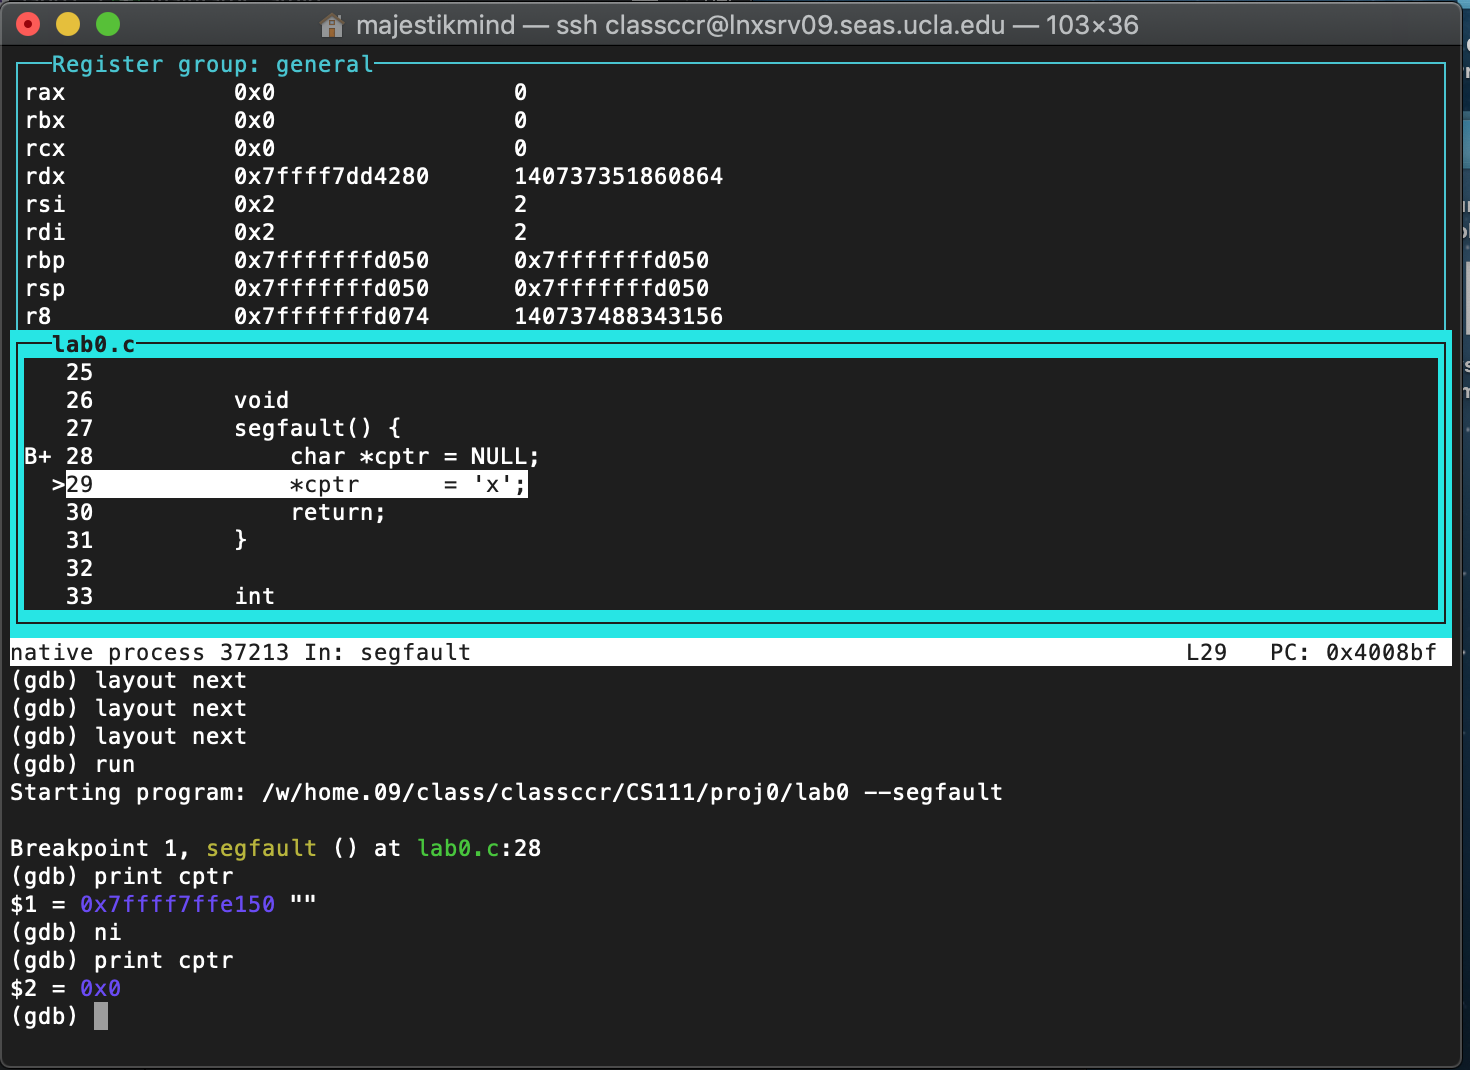 majestikmind — ssh classccr@lnxsrv09.seas.ucla.edu — 103×36
Register group: general
rax 0x0 0
rbx 0x0 0
rcx 0x0 0
rdx 0x7ffff7dd4280 140737351860864
rsi 0x2 2
rdi 0x2 2
rbp 0x7fffffffd050 0x7fffffffd050
rsp 0x7fffffffd050 0x7fffffffd050
r8 0x7fffffffd074 140737488343156
lab0.c
25
26 void
27 segfault() {
B+ 28 char *cptr = NULL;
>29 *cptr = 'x';
30 return;
31 }
32
33 int
native process 37213 In: segfault L29 PC: 0x4008bf
(gdb) layout next
(gdb) layout next
(gdb) layout next
(gdb) run
Starting program: /w/home.09/class/classccr/CS111/proj0/lab0 --segfault
Breakpoint 1, segfault () at lab0.c:28
(gdb) print cptr
$1 = 0x7ffff7ffe150 ""
(gdb) ni
(gdb) print cptr
$2 = 0x0
(gdb)